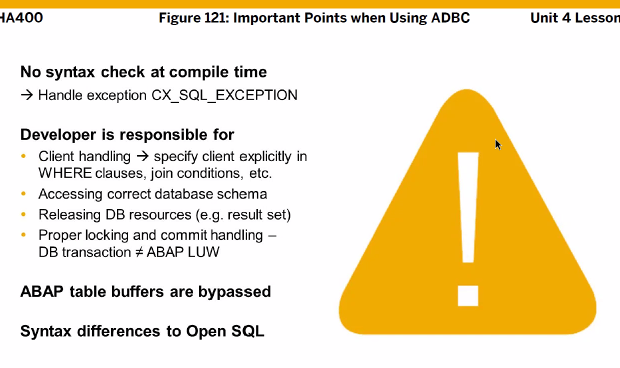 HA400 Figure 121: Important Points when Using ADBC Unit 4 Lesson
No syntax check at compile time
→ Handle exception CX_SQL_EXCEPTION
Developer is responsible for
• Client handling → specify client explicitly in
WHERE clauses, join conditions, etc.
• Accessing correct database schema
• Releasing DB resources (e.g. result set)
• Proper locking and commit handling –
DB transaction ≠ ABAP LUW
ABAP table buffers are bypassed
Syntax differences to Open SQL
!